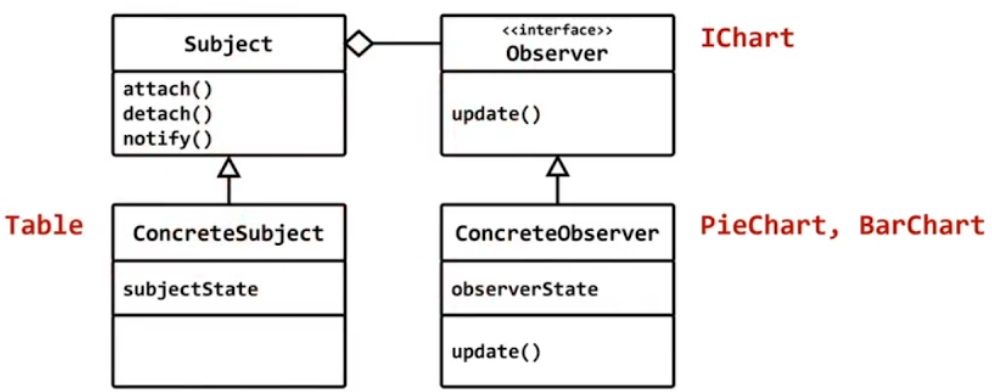 Subject
attach()
detach()
notify()
<<interface>>
Observer
update()
IChart
Table
ConcreteSubject
subjectState
ConcreteObserver
observerState
update()
PieChart, BarChart